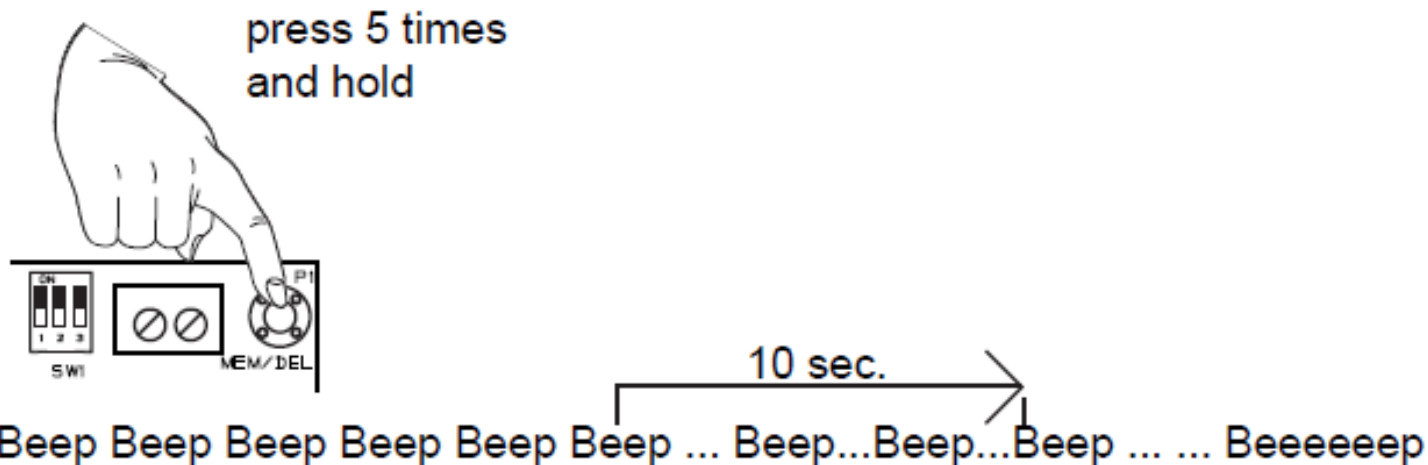 press 5 times
and hold
P1
ON
1 2 3
SW1
MEM/DEL
10 sec.
Beep Beep Beep Beep Beep Beep ... Beep...Beep...Beep ... ... Beeeeeep